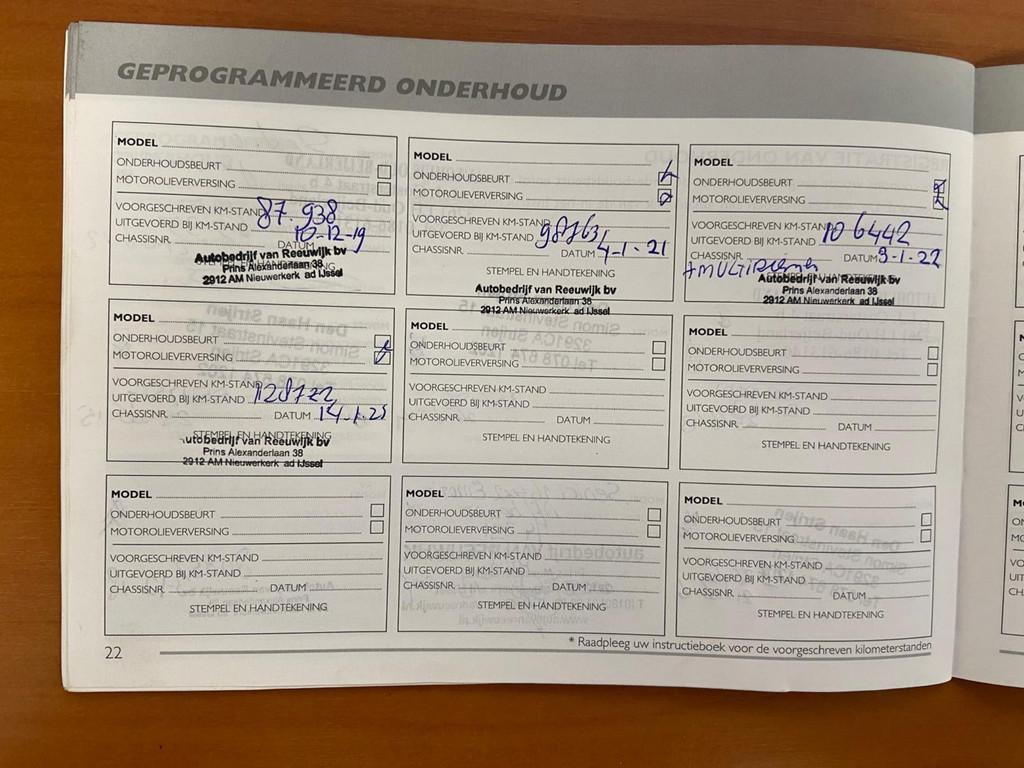 GEPROGRAMMEERD ONDERHOUD
MODEL
ONDERHOUDSBEURT
MOTOROLIEVERVERSING
VOORGESCHREVEN KM-STAND
UITGEVOERD BIJ KM-STAND 87.938
CHASSISNR. DATUM 10-12-19
STEMPEL EN HANDTEKENING
Autobedrijf van Reeuwijk bv
Prins Alexanderlaan 38
2912 AM Nieuwerkerk ad IJssel
MODEL
ONDERHOUDSBEURT
MOTOROLIEVERVERSING
VOORGESCHREVEN KM-STAND
UITGEVOERD BIJ KM-STAND 98763
CHASSISNR. DATUM 4-1-21
STEMPEL EN HANDTEKENING
Autobedrijf van Reeuwijk bv
Prins Alexanderlaan 38
2912 AM Nieuwerkerk ad IJssel
MODEL
ONDERHOUDSBEURT
MOTOROLIEVERVERSING
VOORGESCHREVEN KM-STAND
UITGEVOERD BIJ KM-STAND 106442
CHASSISNR. DATUM 3-1-22
STEMPEL EN HANDTEKENING
Autobedrijf van Reeuwijk bv
Prins Alexanderlaan 38
2912 AM Nieuwerkerk ad IJssel
MODEL
ONDERHOUDSBEURT
MOTOROLIEVERVERSING
VOORGESCHREVEN KM-STAND
UITGEVOERD BIJ KM-STAND 128722
CHASSISNR. DATUM 14-1-25
STEMPEL EN HANDTEKENING
utobedrijf van Reeuwijk bv
Prins Alexanderlaan 38
2912 AM Nieuwerkerk ad IJssel
MODEL
ONDERHOUDSBEURT
MOTOROLIEVERVERSING
VOORGESCHREVEN KM-STAND
UITGEVOERD BIJ KM-STAND
CHASSISNR. DATUM
STEMPEL EN HANDTEKENING
MODEL
ONDERHOUDSBEURT
MOTOROLIEVERVERSING
VOORGESCHREVEN KM-STAND
UITGEVOERD BIJ KM-STAND
CHASSISNR. DATUM
STEMPEL EN HANDTEKENING
MODEL
ONDERHOUDSBEURT
MOTOROLIEVERVERSING
VOORGESCHREVEN KM-STAND
UITGEVOERD BIJ KM-STAND
CHASSISNR. DATUM
STEMPEL EN HANDTEKENING
MODEL
ONDERHOUDSBEURT
MOTOROLIEVERVERSING
VOORGESCHREVEN KM-STAND
UITGEVOERD BIJ KM-STAND
CHASSISNR. DATUM
STEMPEL EN HANDTEKENING
MODEL
ONDERHOUDSBEURT
MOTOROLIEVERVERSING
VOORGESCHREVEN KM-STAND
UITGEVOERD BIJ KM-STAND
CHASSISNR. DATUM
STEMPEL EN HANDTEKENING
* Raadpleeg uw instructieboek voor de voorgeschreven kilometerstanden
22